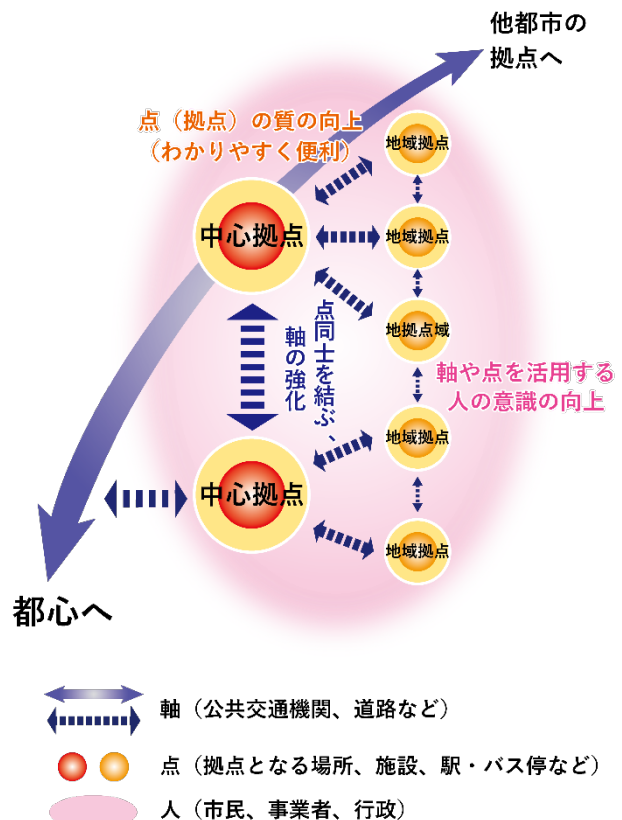 他都市の
拠点へ
点（拠点）の質の向上
（わかりやすく便利）
地域拠点
中心拠点
地域拠点
地拠点域
点同士を結ぶ、
軸の強化
軸や点を活用する
人の意識の向上
地域拠点
中心拠点
地域拠点
都心へ
軸（公共交通機関、道路など）
点（拠点となる場所、施設、駅・バス停など）
人（市民、事業者、行政）